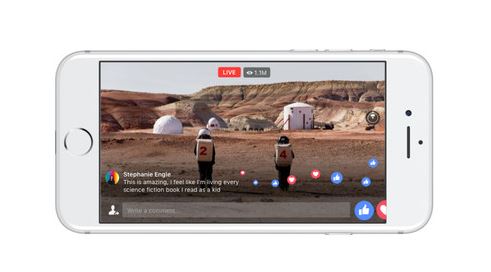 LIVE 1.1M
2 4
Stephanie Engle
This is amazing, I feel like I'm living every
science fiction book I read as a kid
Write a comment...